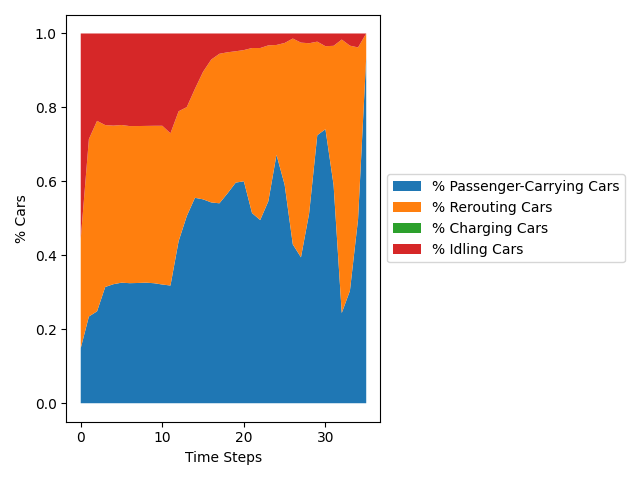 1.0
0.8
0.6
0.4
0.2
0.0
% Cars
0 10 20 30
Time Steps
% Passenger-Carrying Cars
% Rerouting Cars
% Charging Cars
% Idling Cars